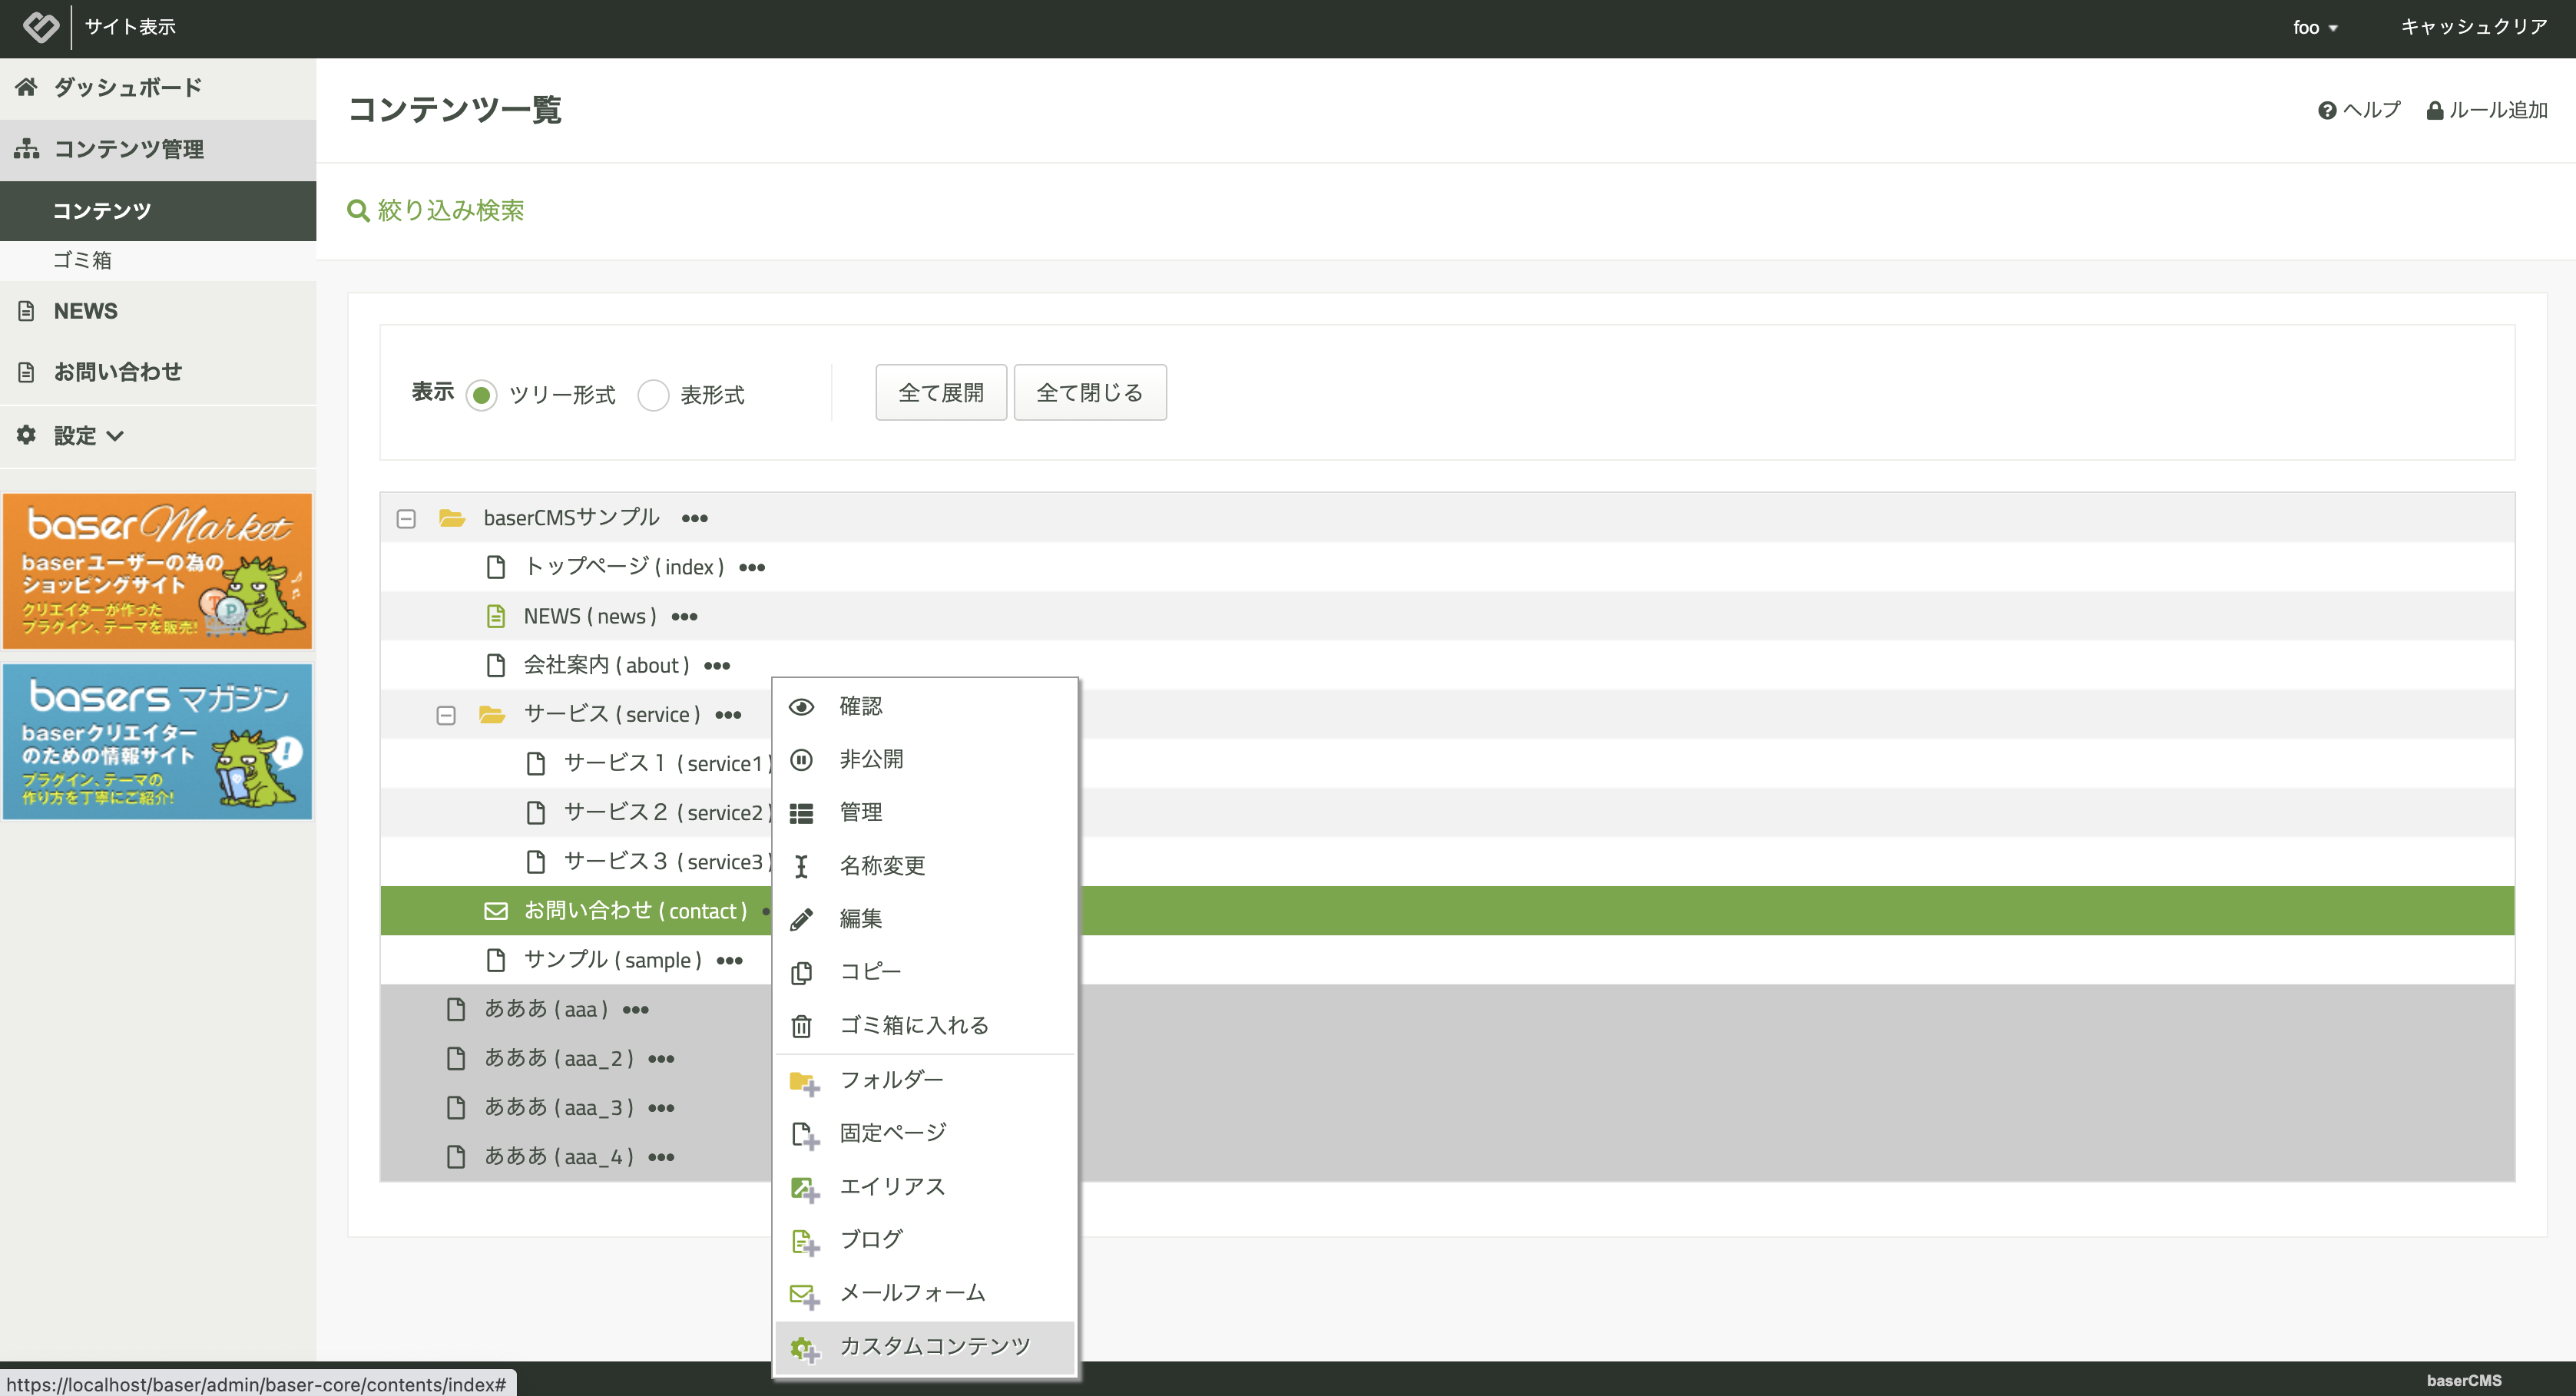 サイト表示
foo
キャッシュクリア
ダッシュボード
コンテンツ管理
コンテンツ
ゴミ箱
NEWS
お問い合わせ
設定
baser Market
baserユーザーの為の
ショッピングサイト
クリエイターが作った
プラグイン、テーマを販売!
T P
basers マガジン
baserクリエイター
のための情報サイト
プラグイン、テーマの
作り方を丁寧にご紹介!
コンテンツ一覧
ヘルプ
ルール追加
絞り込み検索
表示 ツリー形式 表形式 全て展開 全て閉じる
baserCMSサンプル
トップページ ( index )
NEWS ( news )
会社案内 ( about )
サービス ( service )
サービス１ ( service1 )
サービス２ ( service2 )
サービス３ ( service3 )
お問い合わせ ( contact )
サンプル ( sample )
あああ ( aaa )
あああ ( aaa_2 )
あああ ( aaa_3 )
あああ ( aaa_4 )
確認
非公開
管理
名称変更
編集
コピー
ゴミ箱に入れる
フォルダー
固定ページ
エイリアス
ブログ
メールフォーム
カスタムコンテンツ
https://localhost/baser/admin/baser-core/contents/index#
baserCMS